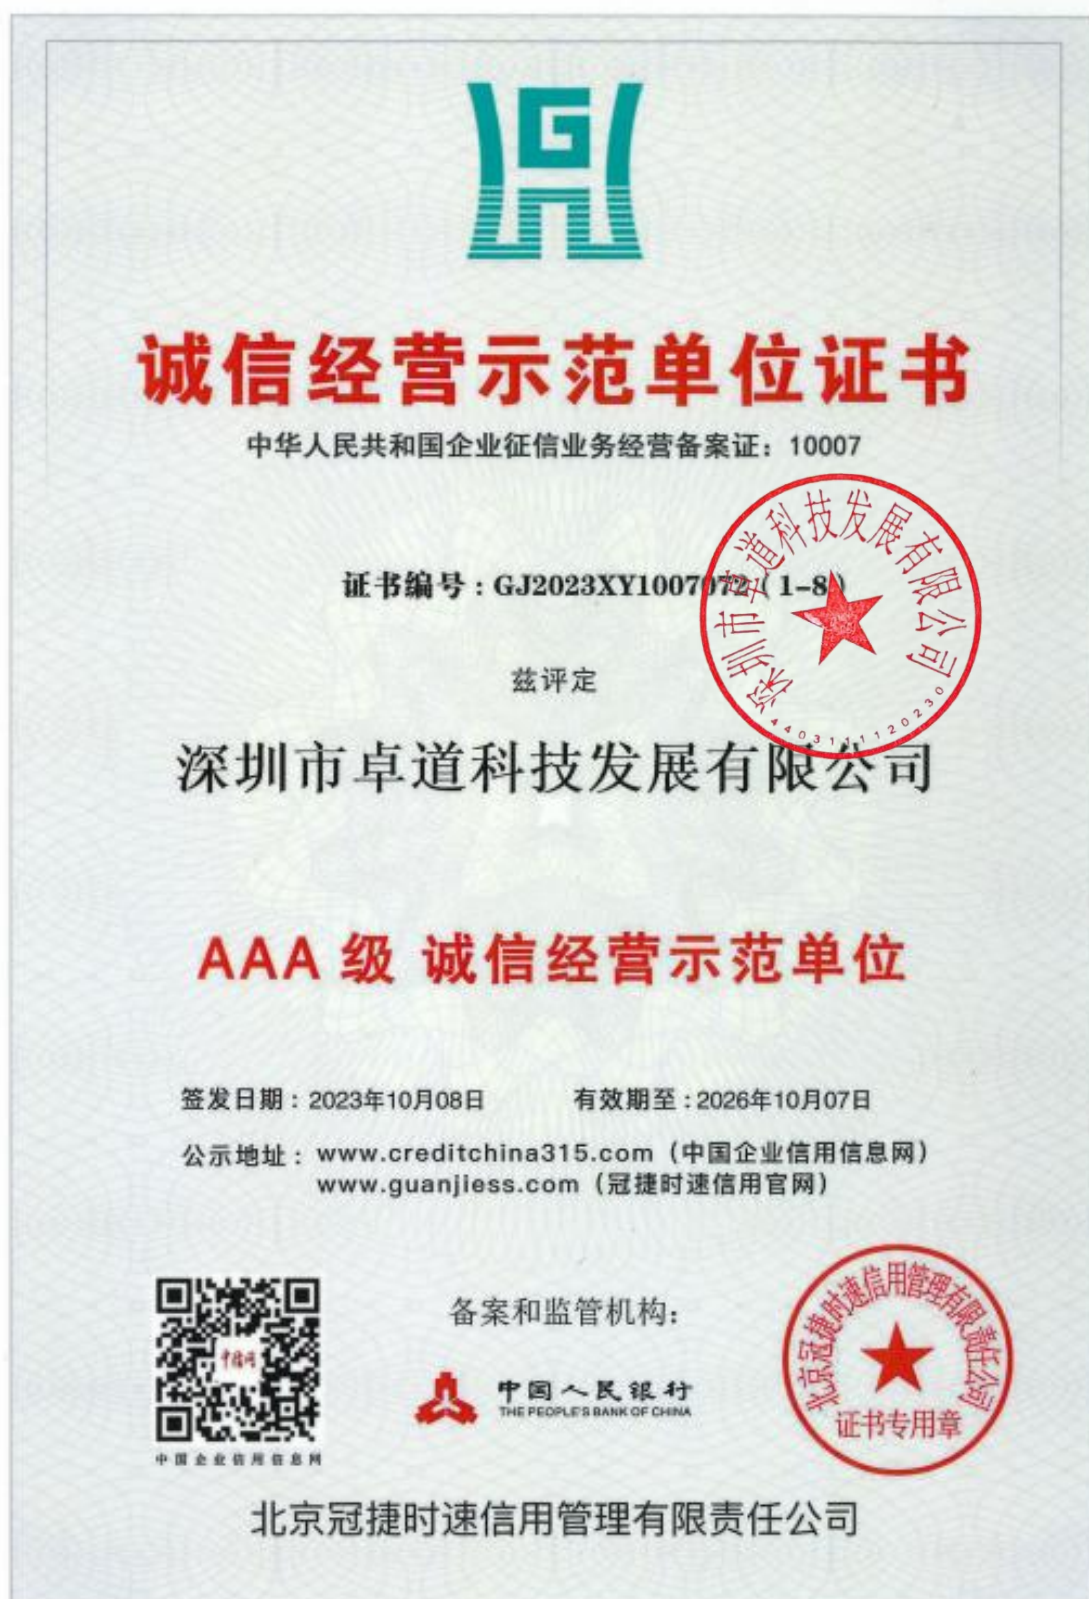 诚信经营示范单位证书
中华人民共和国企业征信业务经营备案证：10007
证书编号：GJ2023XY1007072（1-8）
深圳市卓道科技发展有限公司
4403111120230
兹评定
深圳市卓道科技发展有限公司
AAA 级 诚信经营示范单位
签发日期：2023年10月08日 有效期至：2026年10月07日
公示地址：www.creditchina315.com（中国企业信用信息网）
www.guanjiess.com（冠捷时速信用官网）
中信网
中国企业信用信息网
备案和监管机构：
中国人民银行
THE PEOPLE'S BANK OF CHINA
北京冠捷时速信用管理有限责任公司
证书专用章
北京冠捷时速信用管理有限责任公司